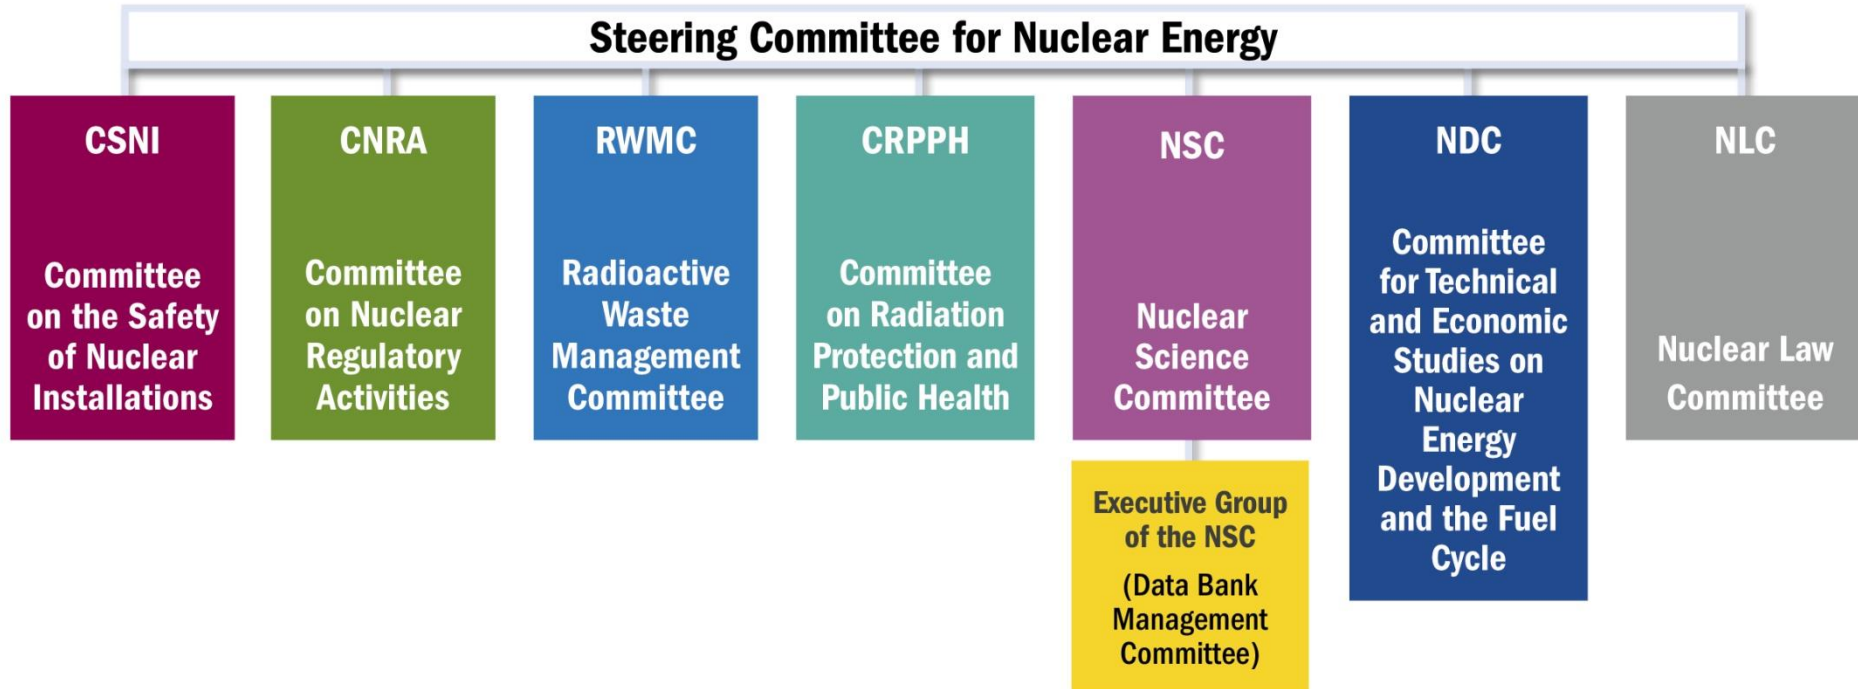 Steering Committee for Nuclear Energy
CSNI
Committee
on the Safety
of Nuclear
Installations
CNRA
Committee
on Nuclear
Regulatory
Activities
RWMC
Radioactive
Waste
Management
Committee
CRPPH
Committee
on Radiation
Protection and
Public Health
NSC
Nuclear
Science
Committee
Executive Group
of the NSC
(Data Bank
Management
Committee)
NDC
Committee
for Technical
and Economic
Studies on
Nuclear
Energy
Development
and the Fuel
Cycle
NLC
Nuclear Law
Committee